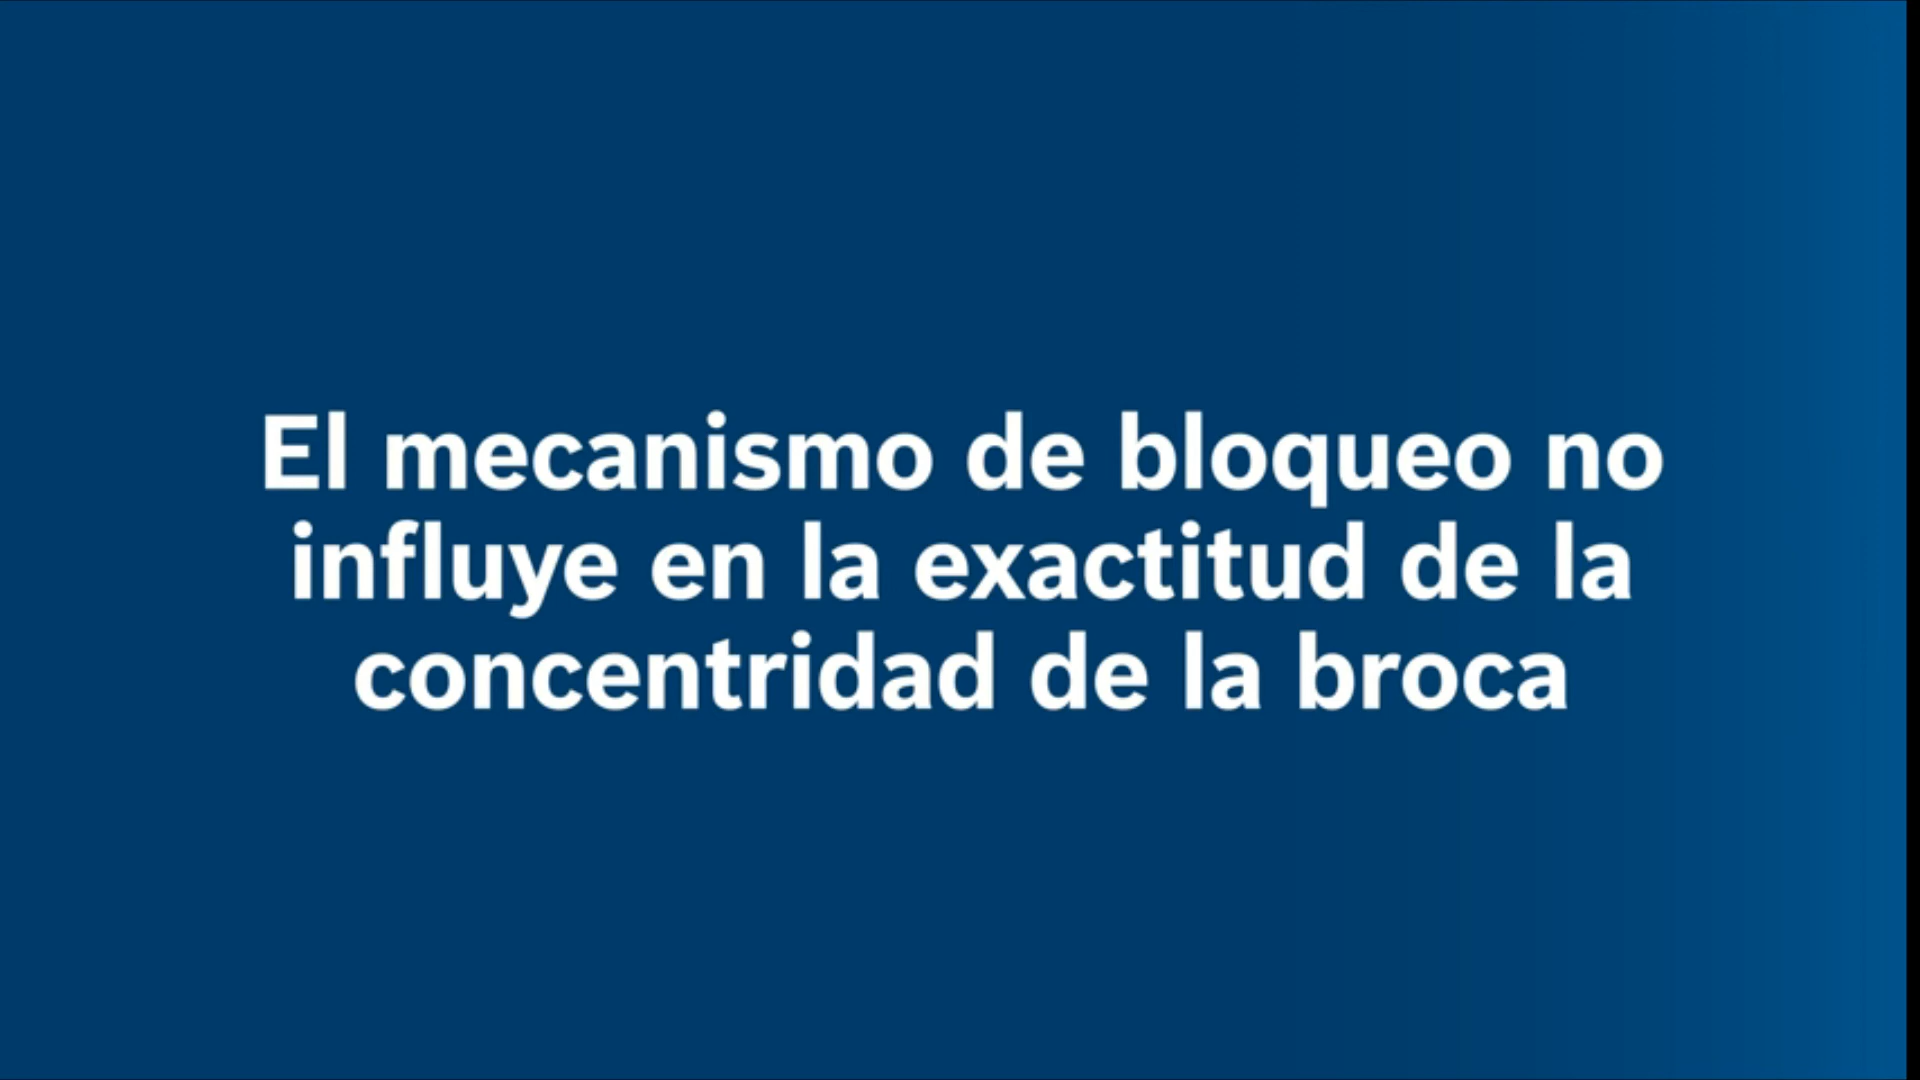 El mecanismo de bloqueo no
influye en la exactitud de la
concentridad de la broca